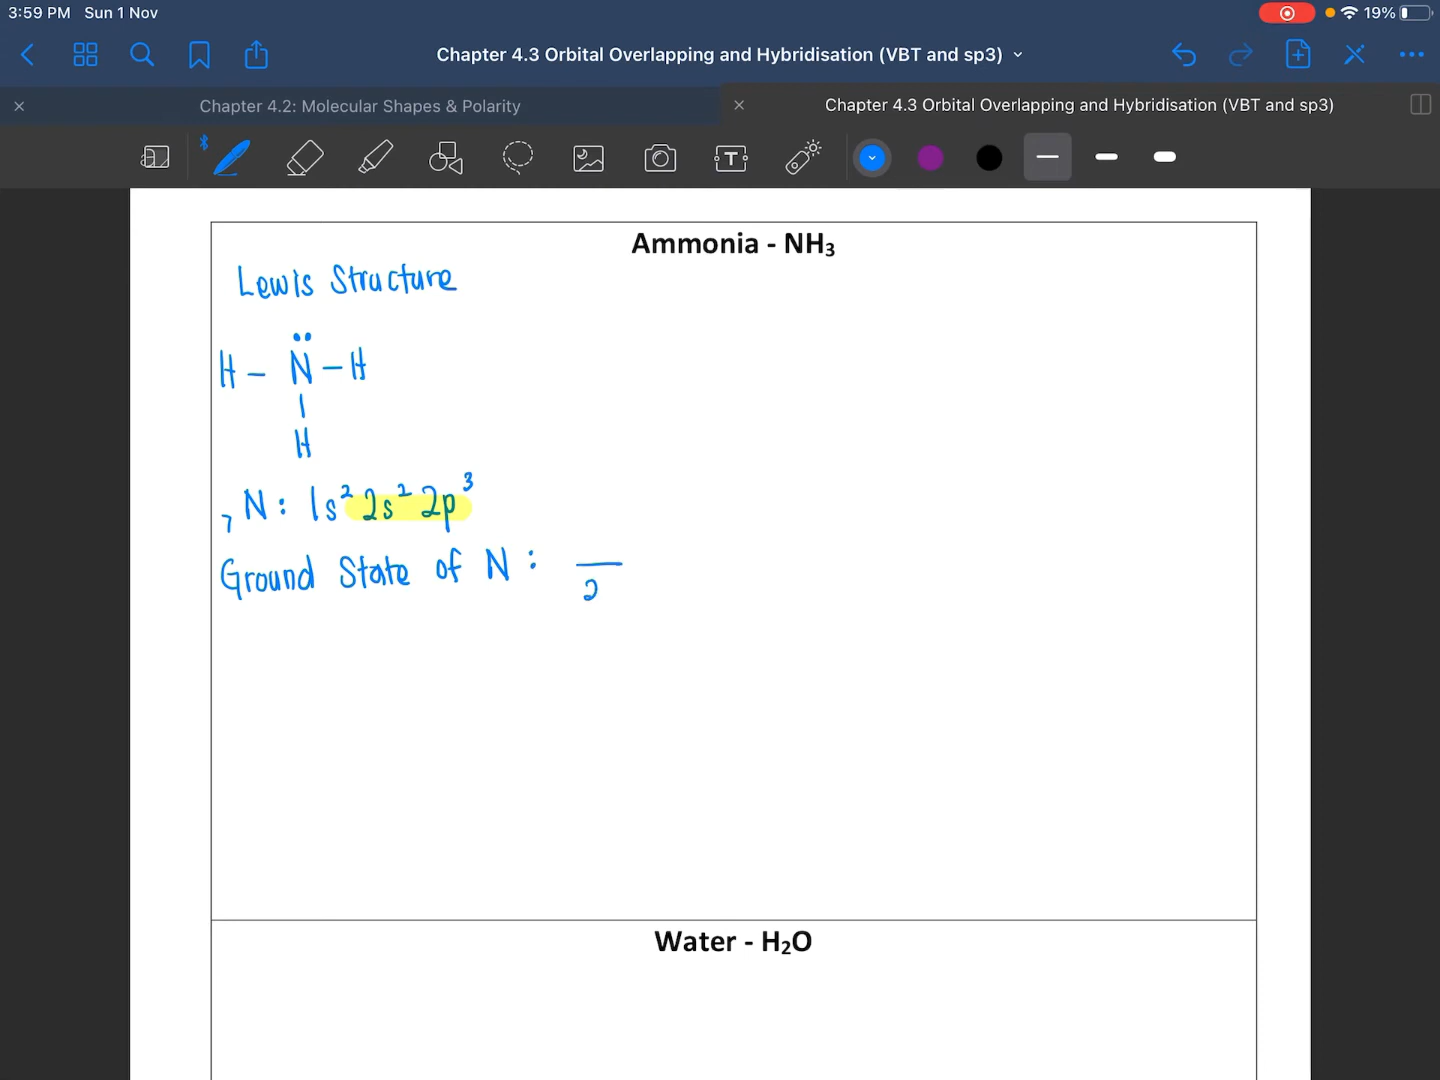 3:59 PM Sun 1 Nov
19%
Chapter 4.3 Orbital Overlapping and Hybridisation (VBT and sp3)
Chapter 4.2: Molecular Shapes & Polarity
Chapter 4.3 Orbital Overlapping and Hybridisation (VBT and sp3)
T
Ammonia - NH₃
Lewis Structure
H - N̈ - H
|
H
₇N: 1s² 2s² 2p³
Ground State of N: __
2
Water - H₂O